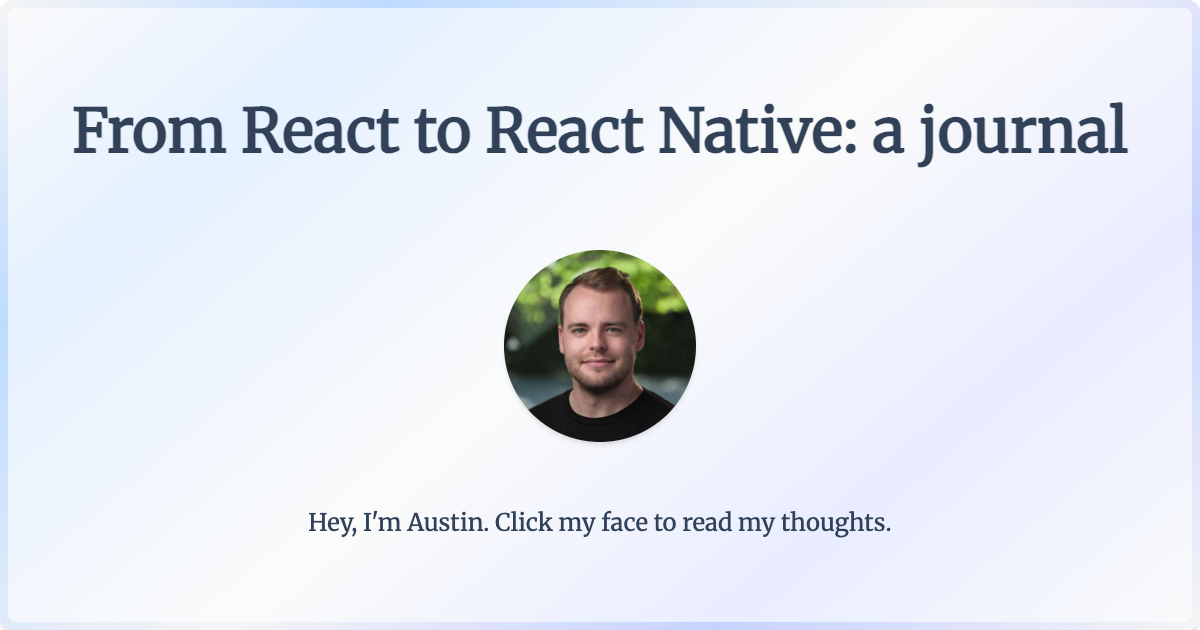 From React to React Native: a journal
Hey, I'm Austin. Click my face to read my thoughts.